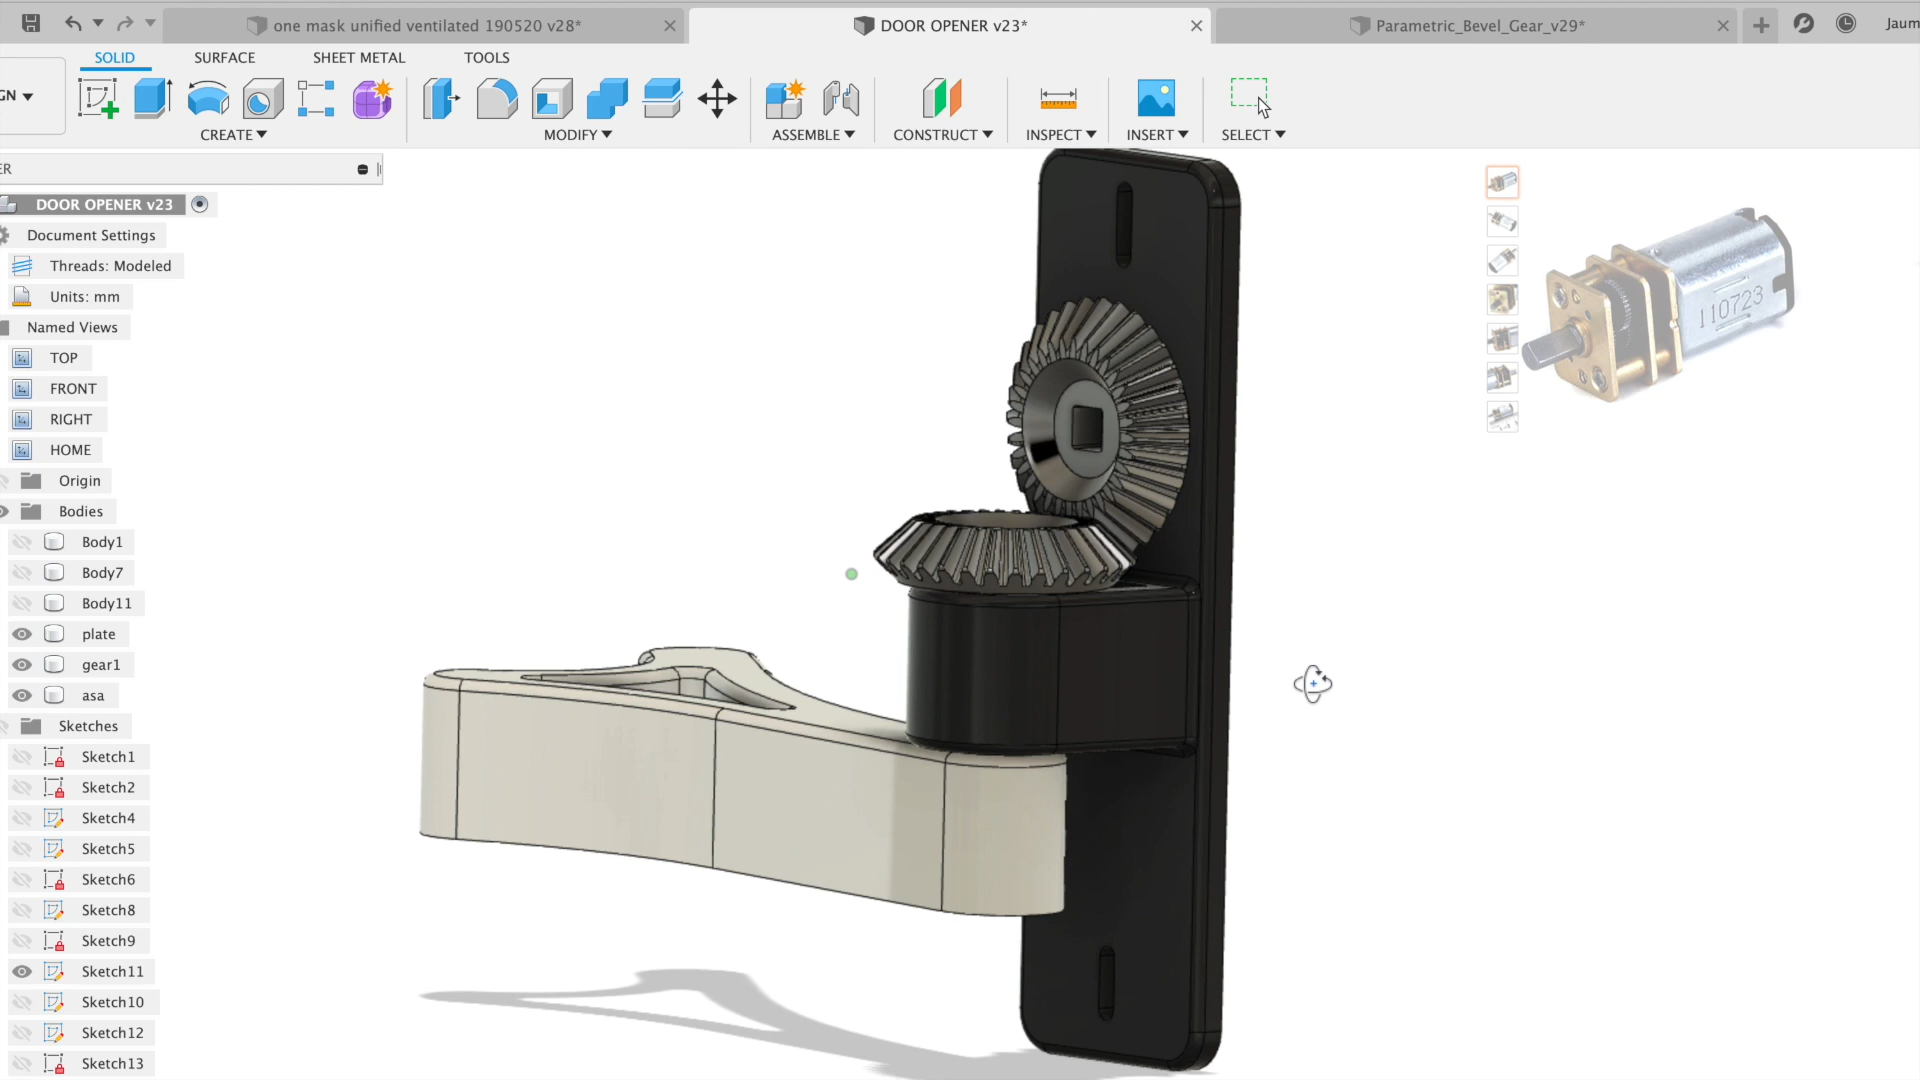 one mask unified ventilated 190520 v28*
DOOR OPENER v23*
Parametric_Bevel_Gear_v29*
Jaum
SOLID
SURFACE
SHEET METAL
TOOLS
GN
CREATE
MODIFY
ASSEMBLE
CONSTRUCT
INSPECT
INSERT
SELECT
ER
DOOR OPENER v23
Document Settings
Threads: Modeled
Units: mm
Named Views
TOP
FRONT
RIGHT
HOME
Origin
Bodies
Body1
Body7
Body11
plate
gear1
asa
Sketches
Sketch1
Sketch2
Sketch4
Sketch5
Sketch6
Sketch8
Sketch9
Sketch11
Sketch10
Sketch12
Sketch13
110723